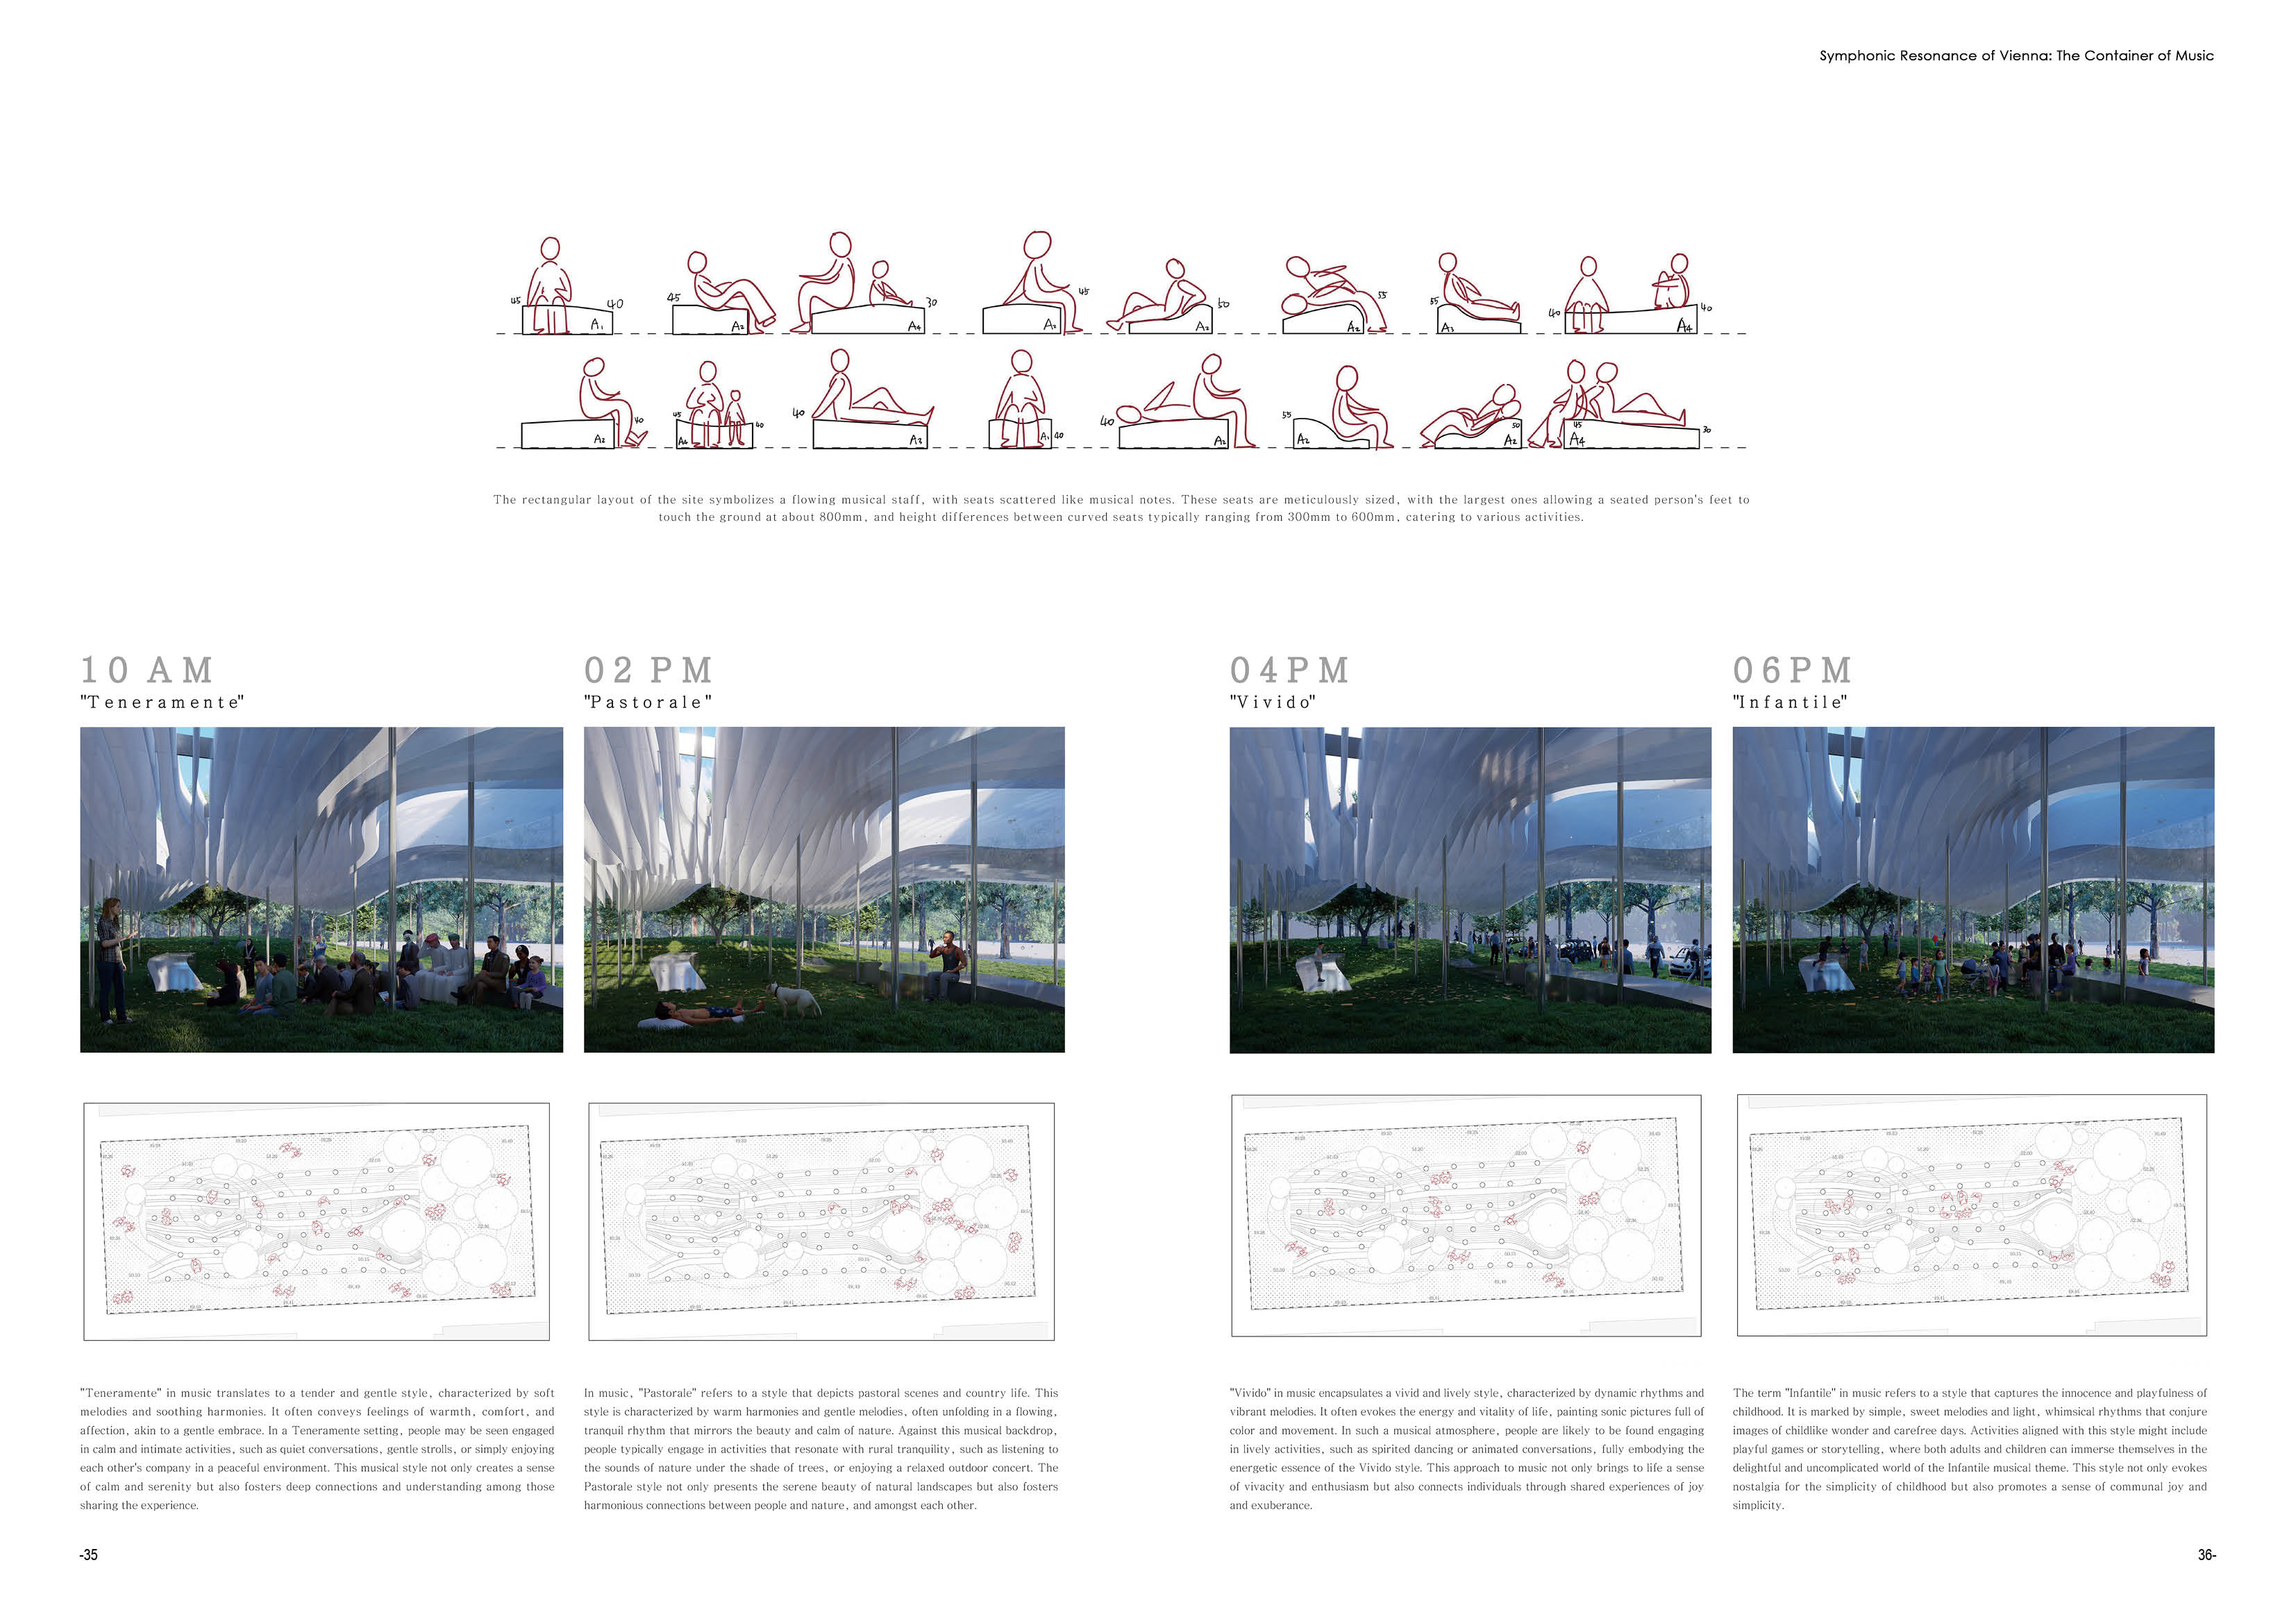 Symphonic Resonance of Vienna: The Container of Music
45 40 A₁
45 A₂
30 A₄
45 A₂
50 A₂
55 A₂
55 A₃
40 40 A₄
40 A₂
45 40 A₄
40 A₃
A₁ 40
40 A₂
55 A₂
50 A₂
45 30 A₄
The rectangular layout of the site symbolizes a flowing musical staff, with seats scattered like musical notes. These seats are meticulously sized, with the largest ones allowing a seated person's feet to
touch the ground at about 800mm, and height differences between curved seats typically ranging from 300mm to 600mm, catering to various activities.
10 AM
"Teneramente"
02 PM
"Pastorale"
04PM
"Vivido"
06PM
"Infantile"
"Teneramente" in music translates to a tender and gentle style, characterized by soft
melodies and soothing harmonies. It often conveys feelings of warmth, comfort, and
affection, akin to a gentle embrace. In a Teneramente setting, people may be seen engaged
in calm and intimate activities, such as quiet conversations, gentle strolls, or simply enjoying
each other's company in a peaceful environment. This musical style not only creates a sense
of calm and serenity but also fosters deep connections and understanding among those
sharing the experience.
In music, "Pastorale" refers to a style that depicts pastoral scenes and country life. This
style is characterized by warm harmonies and gentle melodies, often unfolding in a flowing,
tranquil rhythm that mirrors the beauty and calm of nature. Against this musical backdrop,
people typically engage in activities that resonate with rural tranquility, such as listening to
the sounds of nature under the shade of trees, or enjoying a relaxed outdoor concert. The
Pastorale style not only presents the serene beauty of natural landscapes but also fosters
harmonious connections between people and nature, and amongst each other.
"Vivido" in music encapsulates a vivid and lively style, characterized by dynamic rhythms and
vibrant melodies. It often evokes the energy and vitality of life, painting sonic pictures full of
color and movement. In such a musical atmosphere, people are likely to be found engaging
in lively activities, such as spirited dancing or animated conversations, fully embodying the
energetic essence of the Vivido style. This approach to music not only brings to life a sense
of vivacity and enthusiasm but also connects individuals through shared experiences of joy
and exuberance.
The term "Infantile" in music refers to a style that captures the innocence and playfulness of
childhood. It is marked by simple, sweet melodies and light, whimsical rhythms that conjure
images of childlike wonder and carefree days. Activities aligned with this style might include
playful games or storytelling, where both adults and children can immerse themselves in the
delightful and uncomplicated world of the Infantile musical theme. This style not only evokes
nostalgia for the simplicity of childhood but also promotes a sense of communal joy and
simplicity.
-35
36-